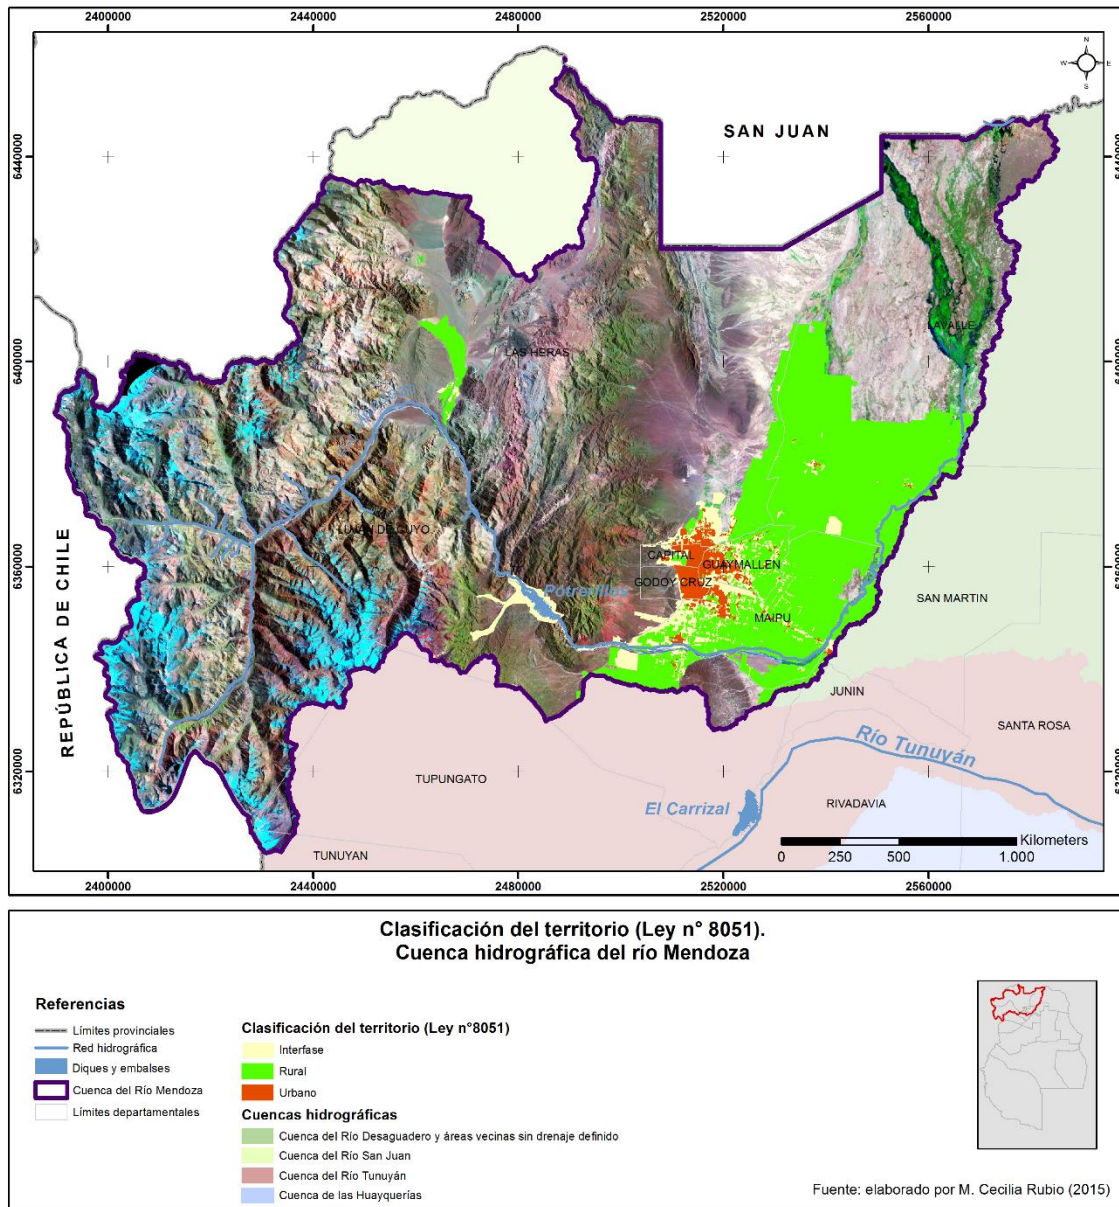 2400000 2440000 2480000 2520000 2560000
N
W E
S
SAN JUAN
6440000 6440000
LAVALLE
LAS HERAS
6400000 6400000
LUJAN DE CUYO
CAPITAL
GUAYMALLEN
6360000 6360000
GODOY CRUZ
Potrerillos
REPÚBLICA DE CHILE
SAN MARTIN
MAIPU
JUNIN
SANTA ROSA
Río Tunuyán
6320000 6320000
TUPUNGATO
El Carrizal
RIVADAVIA
Kilometers
0 250 500 1.000
TUNUYAN
2400000 2440000 2480000 2520000 2560000
Clasificación del territorio (Ley n° 8051).
Cuenca hidrográfica del río Mendoza
Referencias
Límites provinciales
Red hidrográfica
Diques y embalses
Cuenca del Río Mendoza
Límites departamentales
Clasificación del territorio (Ley n°8051)
Interfase
Rural
Urbano
Cuencas hidrográficas
Cuenca del Río Desaguadero y áreas vecinas sin drenaje definido
Cuenca del Río San Juan
Cuenca del Río Tunuyán
Cuenca de las Huayquerías
Fuente: elaborado por M. Cecilia Rubio (2015)